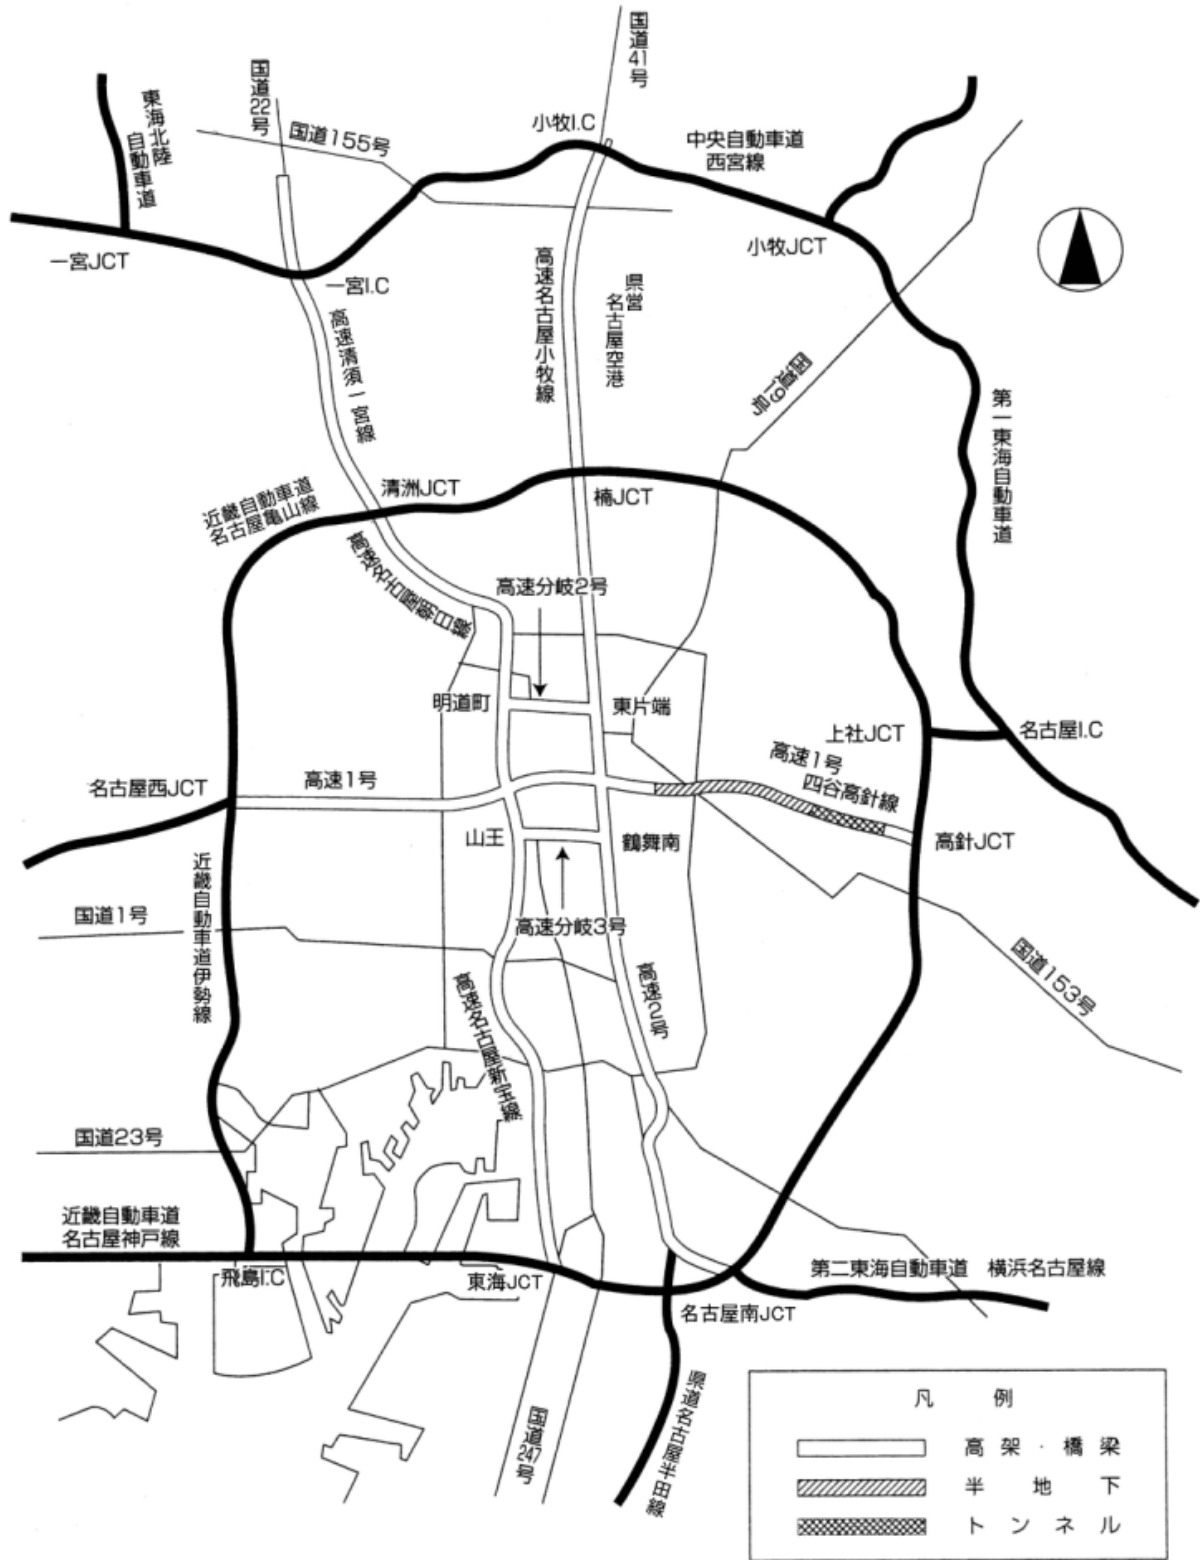 国道41号
国道22号
東海北陸
自動車道
国道155号
小牧I.C
中央自動車道
西宮線
一宮JCT
一宮I.C
小牧JCT
高速名古屋小牧線
県営
名古屋空港
高速清須一宮線
国道19号
第一東海自動車道
清洲JCT
楠JCT
近畿自動車道
名古屋亀山線
高速名古屋朝日線
高速分岐2号
明道町
東片端
上社JCT
名古屋I.C
高速1号
四谷高針線
名古屋西JCT
高速1号
山王
鶴舞南
高針JCT
近畿自動車道伊勢線
国道1号
高速分岐3号
高速名古屋新宝線
高速2号
国道153号
国道23号
近畿自動車道
名古屋神戸線
飛島I.C
東海JCT
第二東海自動車道 横浜名古屋線
名古屋南JCT
国道247号
県道名古屋半田線
凡例
高架・橋梁
半地下
トンネル